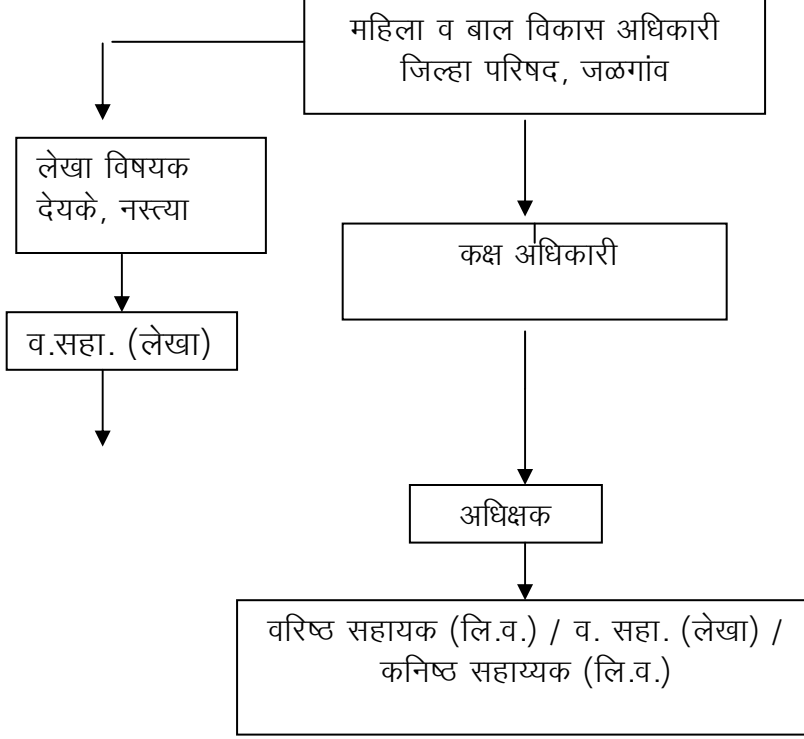 महिला व बाल विकास अधिकारी
जिल्हा परिषद, जळगांव
लेखा विषयक
देयके, नस्त्या
कक्ष अधिकारी
व.सहा. (लेखा)
अधिक्षक
वरिष्ठ सहायक (लि.व.) / व. सहा. (लेखा) /
कनिष्ठ सहाय्यक (लि.व.)